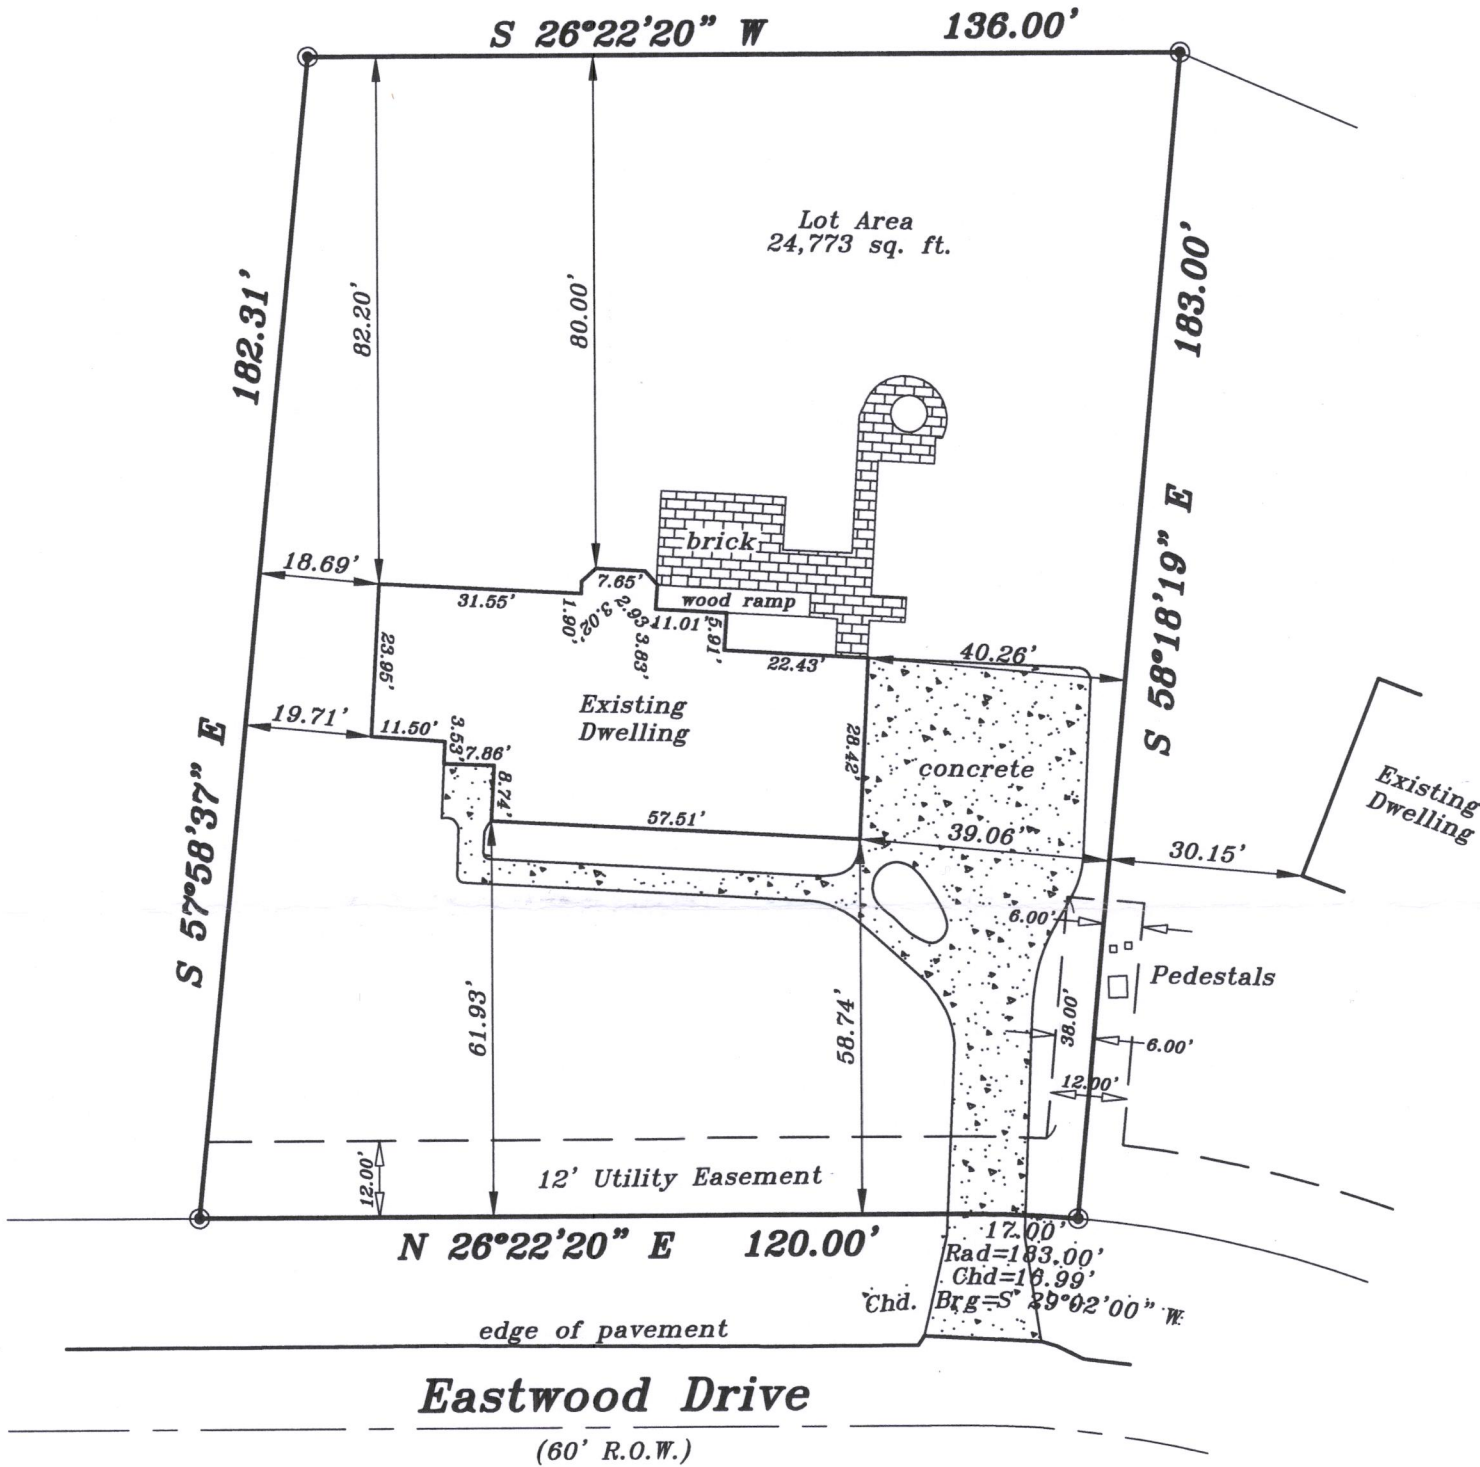 S 26°22'20" W 136.00'
Lot Area
24,773 sq. ft.
182.31'
82.20'
80.00'
183.00'
18.69'
brick
7.65'
31.55'
wood ramp
1.90'
3.02'
2.93'
3.83'
11.01'
5.91'
22.43'
40.26'
S 58°18'19" E
23.95'
Existing
Dwelling
19.71'
11.50'
3.53'
7.86'
8.74'
28.42'
concrete
Existing
Dwelling
S 57°58'37" E
57.51'
39.06'
30.15'
6.00'
Pedestals
61.93'
58.74'
38.00'
6.00'
12.00'
12.00'
12' Utility Easement
N 26°22'20" E 120.00'
17.00'
Rad=183.00'
Chd=16.99'
Chd. Brg=S 29°02'00" W.
edge of pavement
Eastwood Drive
(60' R.O.W.)